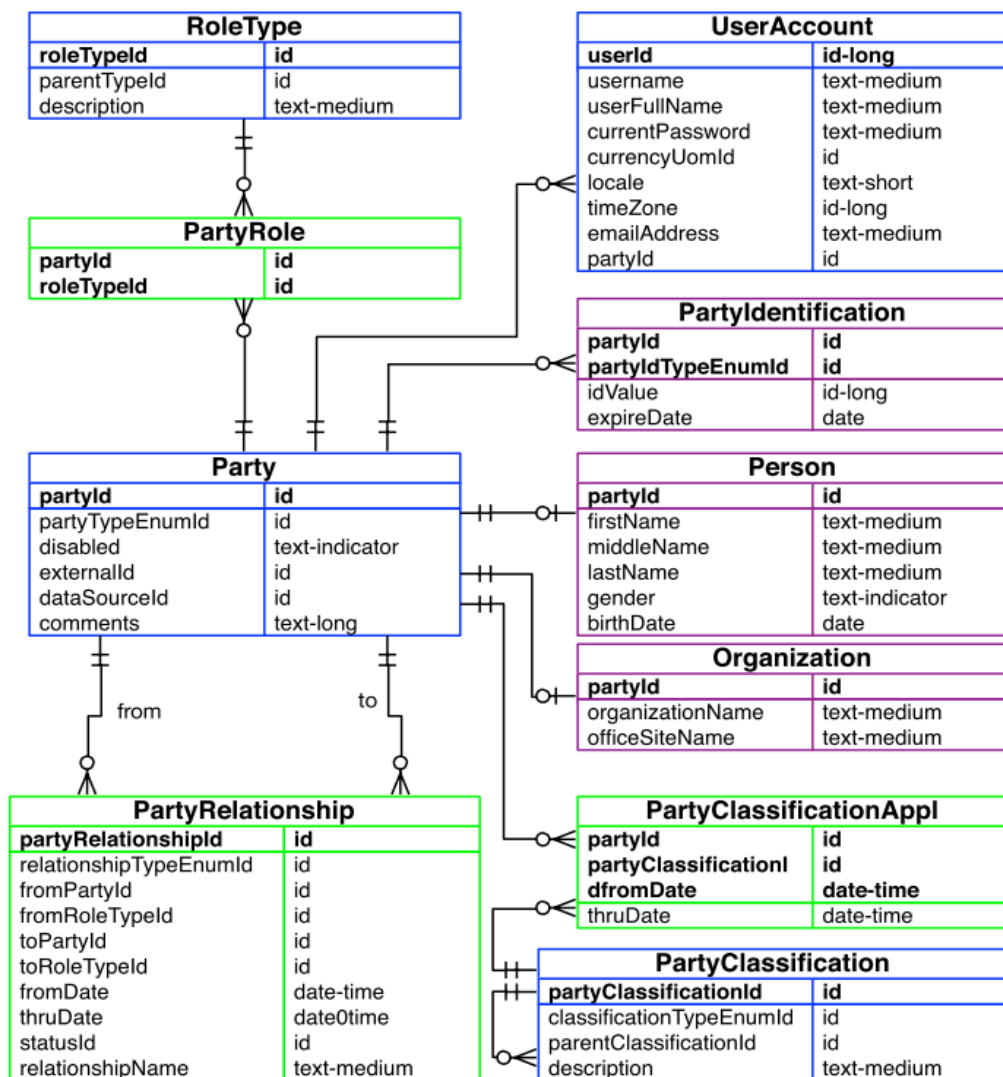 RoleType
roleTypeId id
parentTypeId id
description text-medium
PartyRole
partyId id
roleTypeId id
Party
partyId id
partyTypeEnumId id
disabled text-indicator
externalId id
dataSourceId id
comments text-long
from
to
PartyRelationship
partyRelationshipId id
relationshipTypeEnumId id
fromPartyId id
fromRoleTypeId id
toPartyId id
toRoleTypeId id
fromDate date-time
thruDate date0time
statusId id
relationshipName text-medium
UserAccount
userId id-long
username text-medium
userFullName text-medium
currentPassword text-medium
currencyUomId id
locale text-short
timeZone id-long
emailAddress text-medium
partyId id
PartyIdentification
partyId id
partyIdTypeEnumId id
idValue id-long
expireDate date
Person
partyId id
firstName text-medium
middleName text-medium
lastName text-medium
gender text-indicator
birthDate date
Organization
partyId id
organizationName text-medium
officeSiteName text-medium
PartyClassificationAppl
partyId id
partyClassificationI id
dfromDate date-time
thruDate date-time
PartyClassification
partyClassificationId id
classificationTypeEnumId id
parentClassificationId id
description text-medium